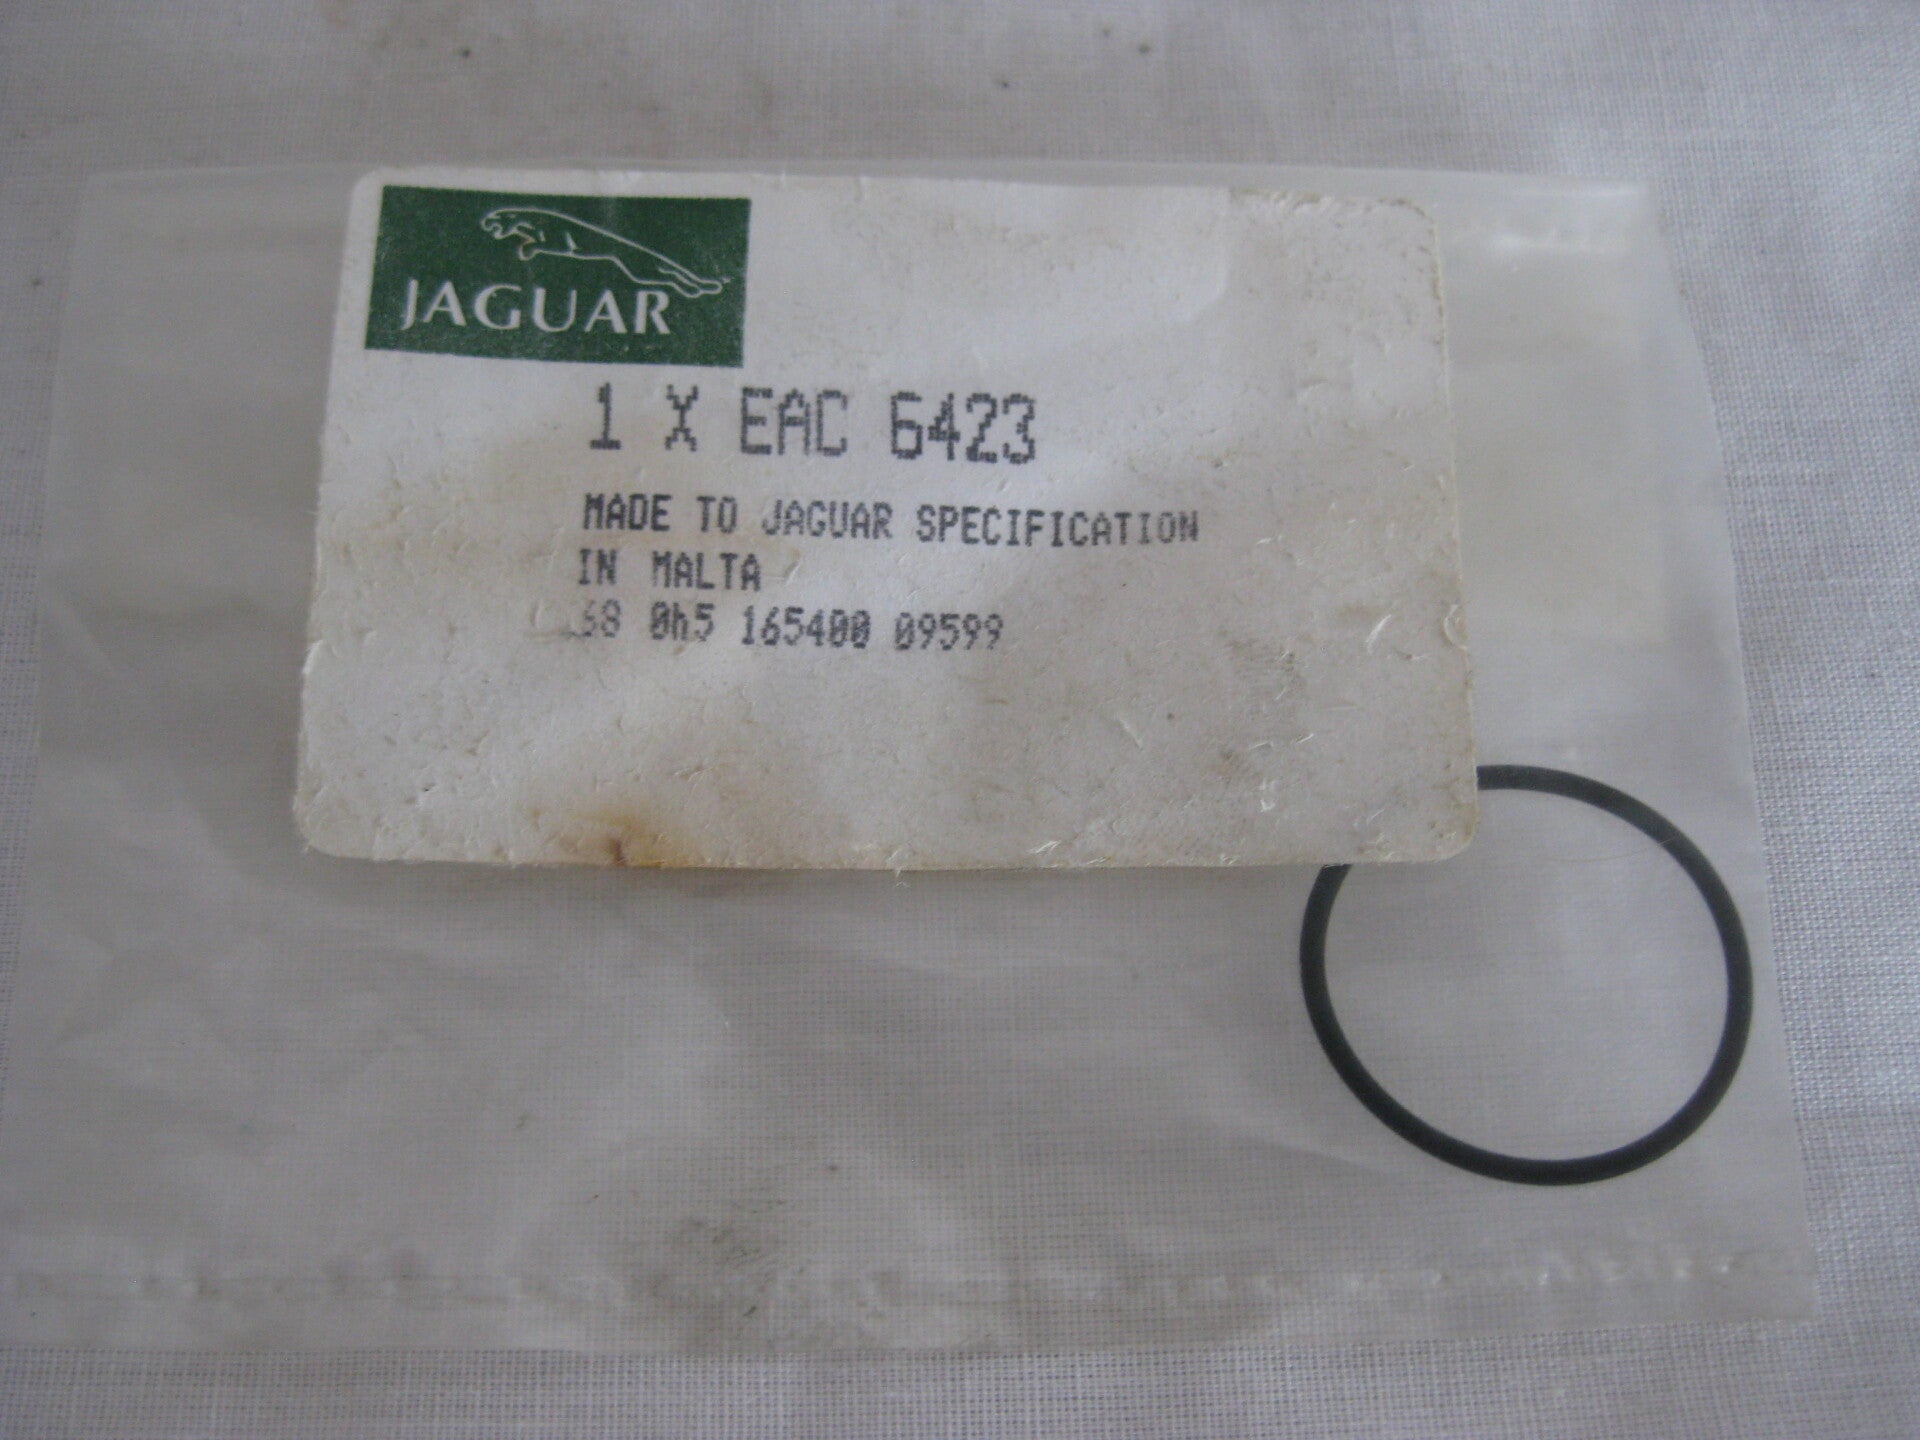 JAGUAR
1 X EAC 6423
MADE TO JAGUAR SPECIFICATION
IN MALTA
0h5 165400 09599